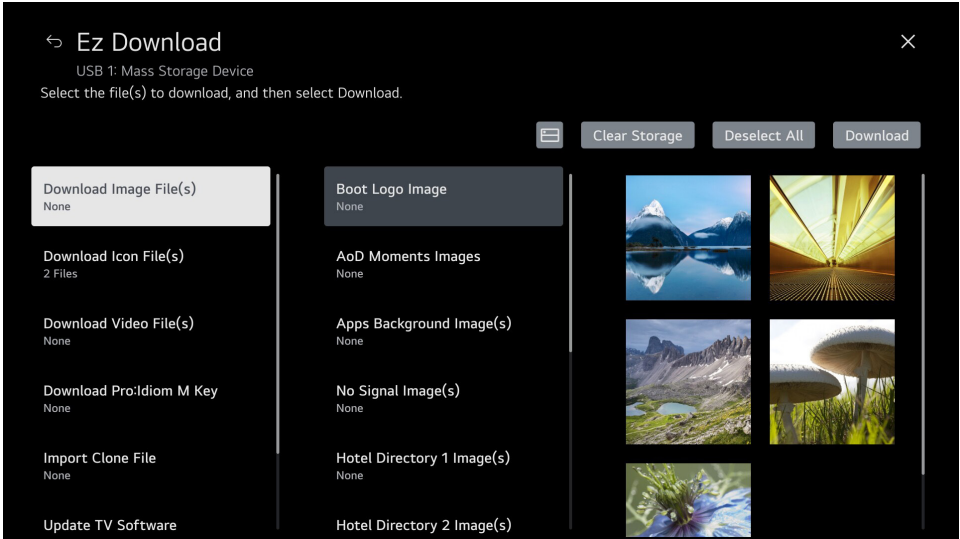 Ez Download
USB 1: Mass Storage Device
Select the file(s) to download, and then select Download.
Clear Storage
Deselect All
Download
Download Image File(s)
None
Download Icon File(s)
2 Files
Download Video File(s)
None
Download Pro:Idiom M Key
None
Import Clone File
None
Update TV Software
Boot Logo Image
None
AoD Moments Images
None
Apps Background Image(s)
None
No Signal Image(s)
None
Hotel Directory 1 Image(s)
None
Hotel Directory 2 Image(s)